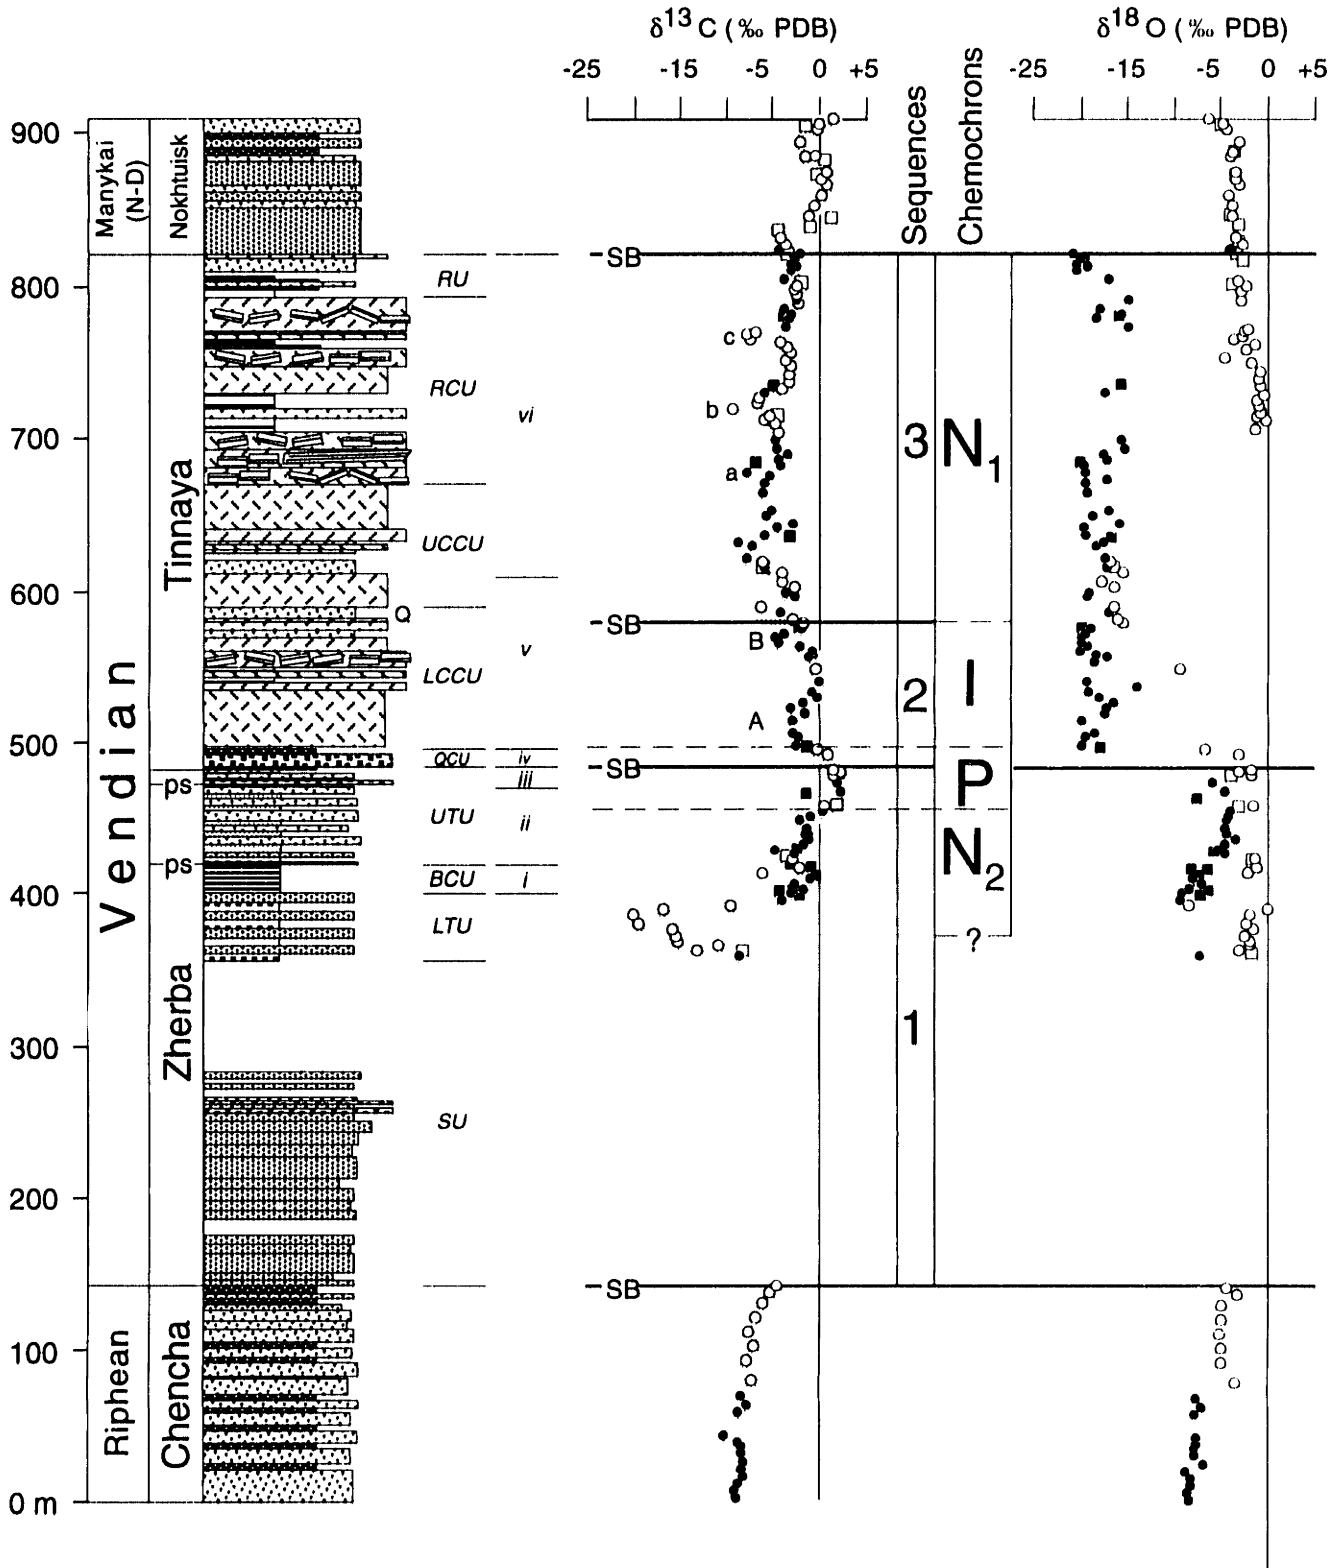 δ13 C (‰ PDB)
δ18 O (‰ PDB)
-25 -15 -5 0 +5
-25 -15 -5 0 +5
Sequences
Chemochrons
900
800
700
600
500
400
300
200
100
0 m
Manykai
(N-D)
Vendian
Riphean
Nokhtuisk
Tinnaya
Zherba
Chencha
ps
ps
Q
RU
RCU
UCCU
LCCU
QCU
UTU
BCU
LTU
SU
vi
v
iv
iii
ii
i
SB
c
b
a
SB
B
A
SB
SB
3
2
1
N1
I
P
N2
?